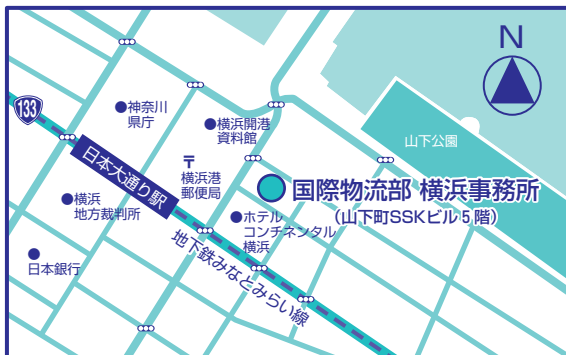 N
133
神奈川
県庁
横浜開港
資料館
山下公園
日本大通り駅
〒
横浜港
郵便局
国際物流部 横浜事務所
(山下町SSKビル5階)
横浜
地方裁判所
ホテル
コンチネンタル
横浜
日本銀行
地下鉄みなとみらい線